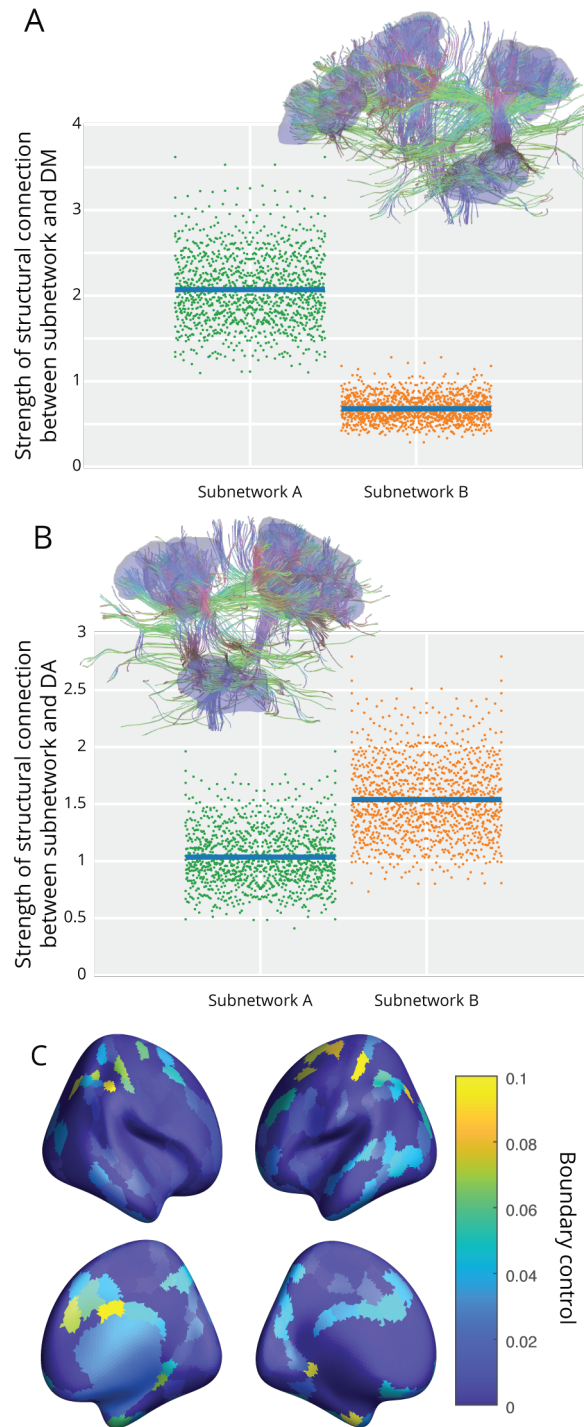 A
Strength of structural connection
between subnetwork and DM
4
3
2
1
0
Subnetwork A
Subnetwork B
B
Strength of structural connection
between subnetwork and DA
3
2.5
2
1.5
1
0.5
0
Subnetwork A
Subnetwork B
C
0.1
0.08
0.06
0.04
0.02
0
Boundary control